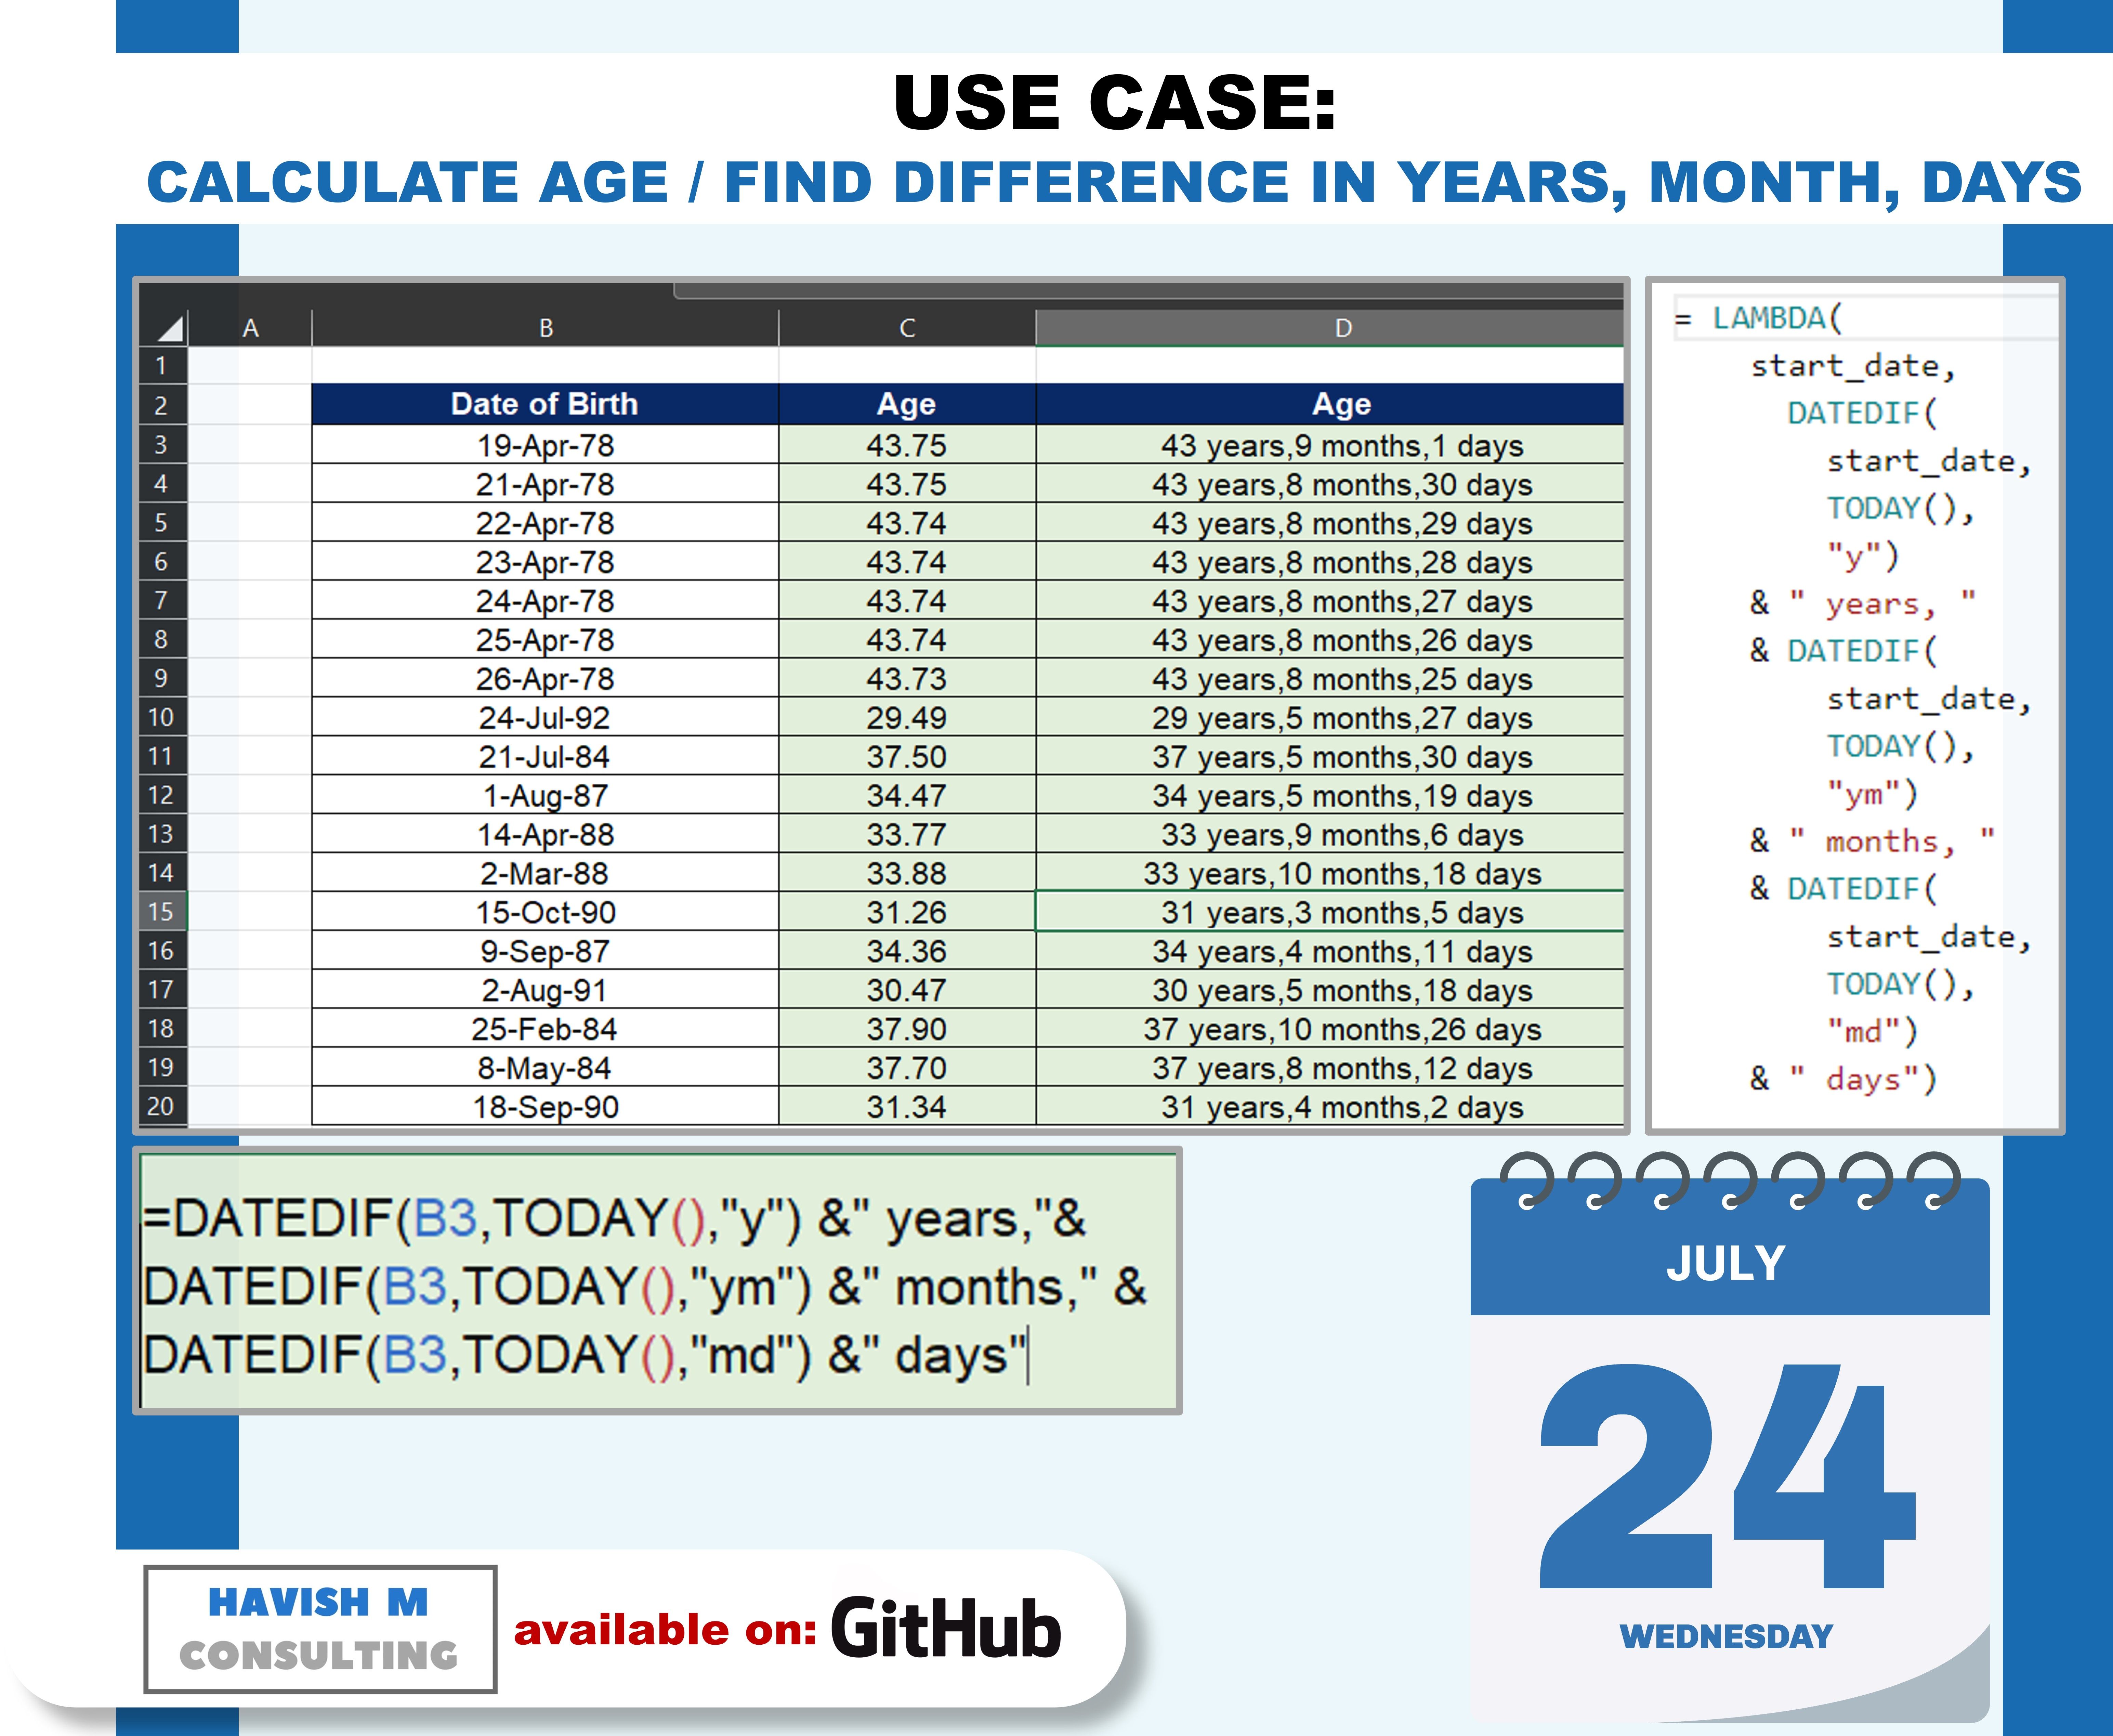 USE CASE:
CALCULATE AGE / FIND DIFFERENCE IN YEARS, MONTH, DAYS
A B C D
1
2 Date of Birth Age Age
3 19-Apr-78 43.75 43 years,9 months,1 days
4 21-Apr-78 43.75 43 years,8 months,30 days
5 22-Apr-78 43.74 43 years,8 months,29 days
6 23-Apr-78 43.74 43 years,8 months,28 days
7 24-Apr-78 43.74 43 years,8 months,27 days
8 25-Apr-78 43.74 43 years,8 months,26 days
9 26-Apr-78 43.73 43 years,8 months,25 days
10 24-Jul-92 29.49 29 years,5 months,27 days
11 21-Jul-84 37.50 37 years,5 months,30 days
12 1-Aug-87 34.47 34 years,5 months,19 days
13 14-Apr-88 33.77 33 years,9 months,6 days
14 2-Mar-88 33.88 33 years,10 months,18 days
15 15-Oct-90 31.26 31 years,3 months,5 days
16 9-Sep-87 34.36 34 years,4 months,11 days
17 2-Aug-91 30.47 30 years,5 months,18 days
18 25-Feb-84 37.90 37 years,10 months,26 days
19 8-May-84 37.70 37 years,8 months,12 days
20 18-Sep-90 31.34 31 years,4 months,2 days
= LAMBDA(
start_date,
DATEDIF(
start_date,
TODAY(),
"y")
& " years, "
& DATEDIF(
start_date,
TODAY(),
"ym")
& " months, "
& DATEDIF(
start_date,
TODAY(),
"md")
& " days")
=DATEDIF(B3,TODAY(),"y") &" years,"&
DATEDIF(B3,TODAY(),"ym") &" months," &
DATEDIF(B3,TODAY(),"md") &" days"
JULY
24
WEDNESDAY
HAVISH M
CONSULTING
available on: GitHub